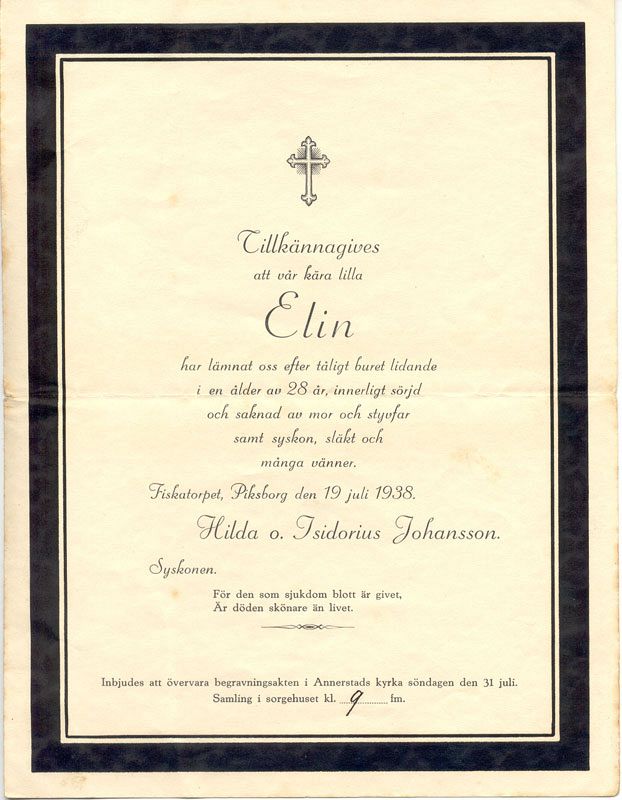 Tillkännagives
att vår kära lilla
Elin
har lämnat oss efter tåligt buret lidande
i en ålder av 28 år, innerligt sörjd
och saknad av mor och styvfar
samt syskon, släkt och
många vänner.
Fiskatorpet, Piksborg den 19 juli 1938.
Hilda o. Isidorius Johansson.
Syskonen.
För den som sjukdom blott är givet,
Är döden skönare än livet.
Inbjudes att övervara begravningsakten i Annerstads kyrka söndagen den 31 juli.
Samling i sorgehuset kl. 9 fm.